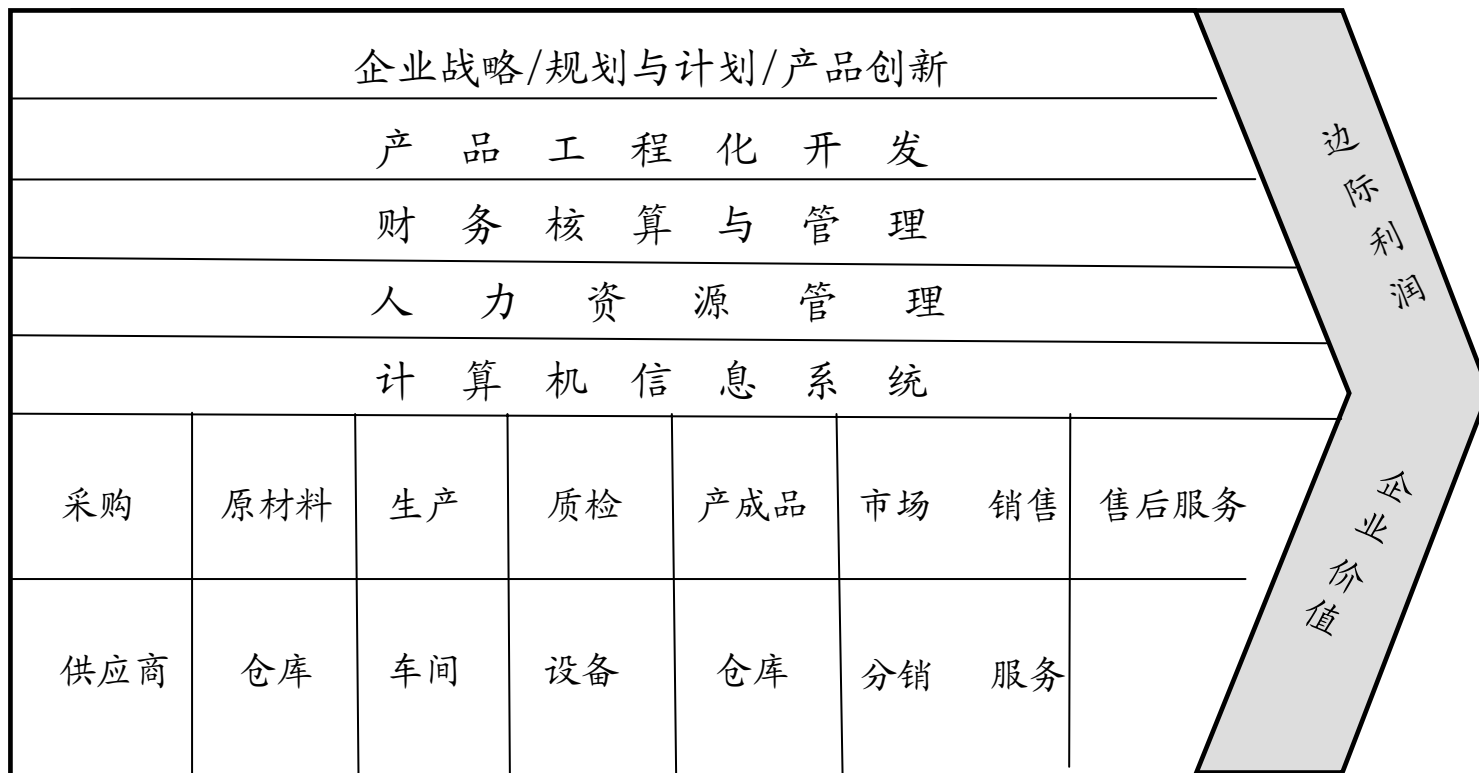 企业战略/规划与计划/产品创新
产品工程化开发
财务核算与管理
人力资源管理
计算机信息系统
采购 原材料 生产 质检 产成品 市场 销售 售后服务
供应商 仓库 车间 设备 仓库 分销 服务
边际利润
企业价值